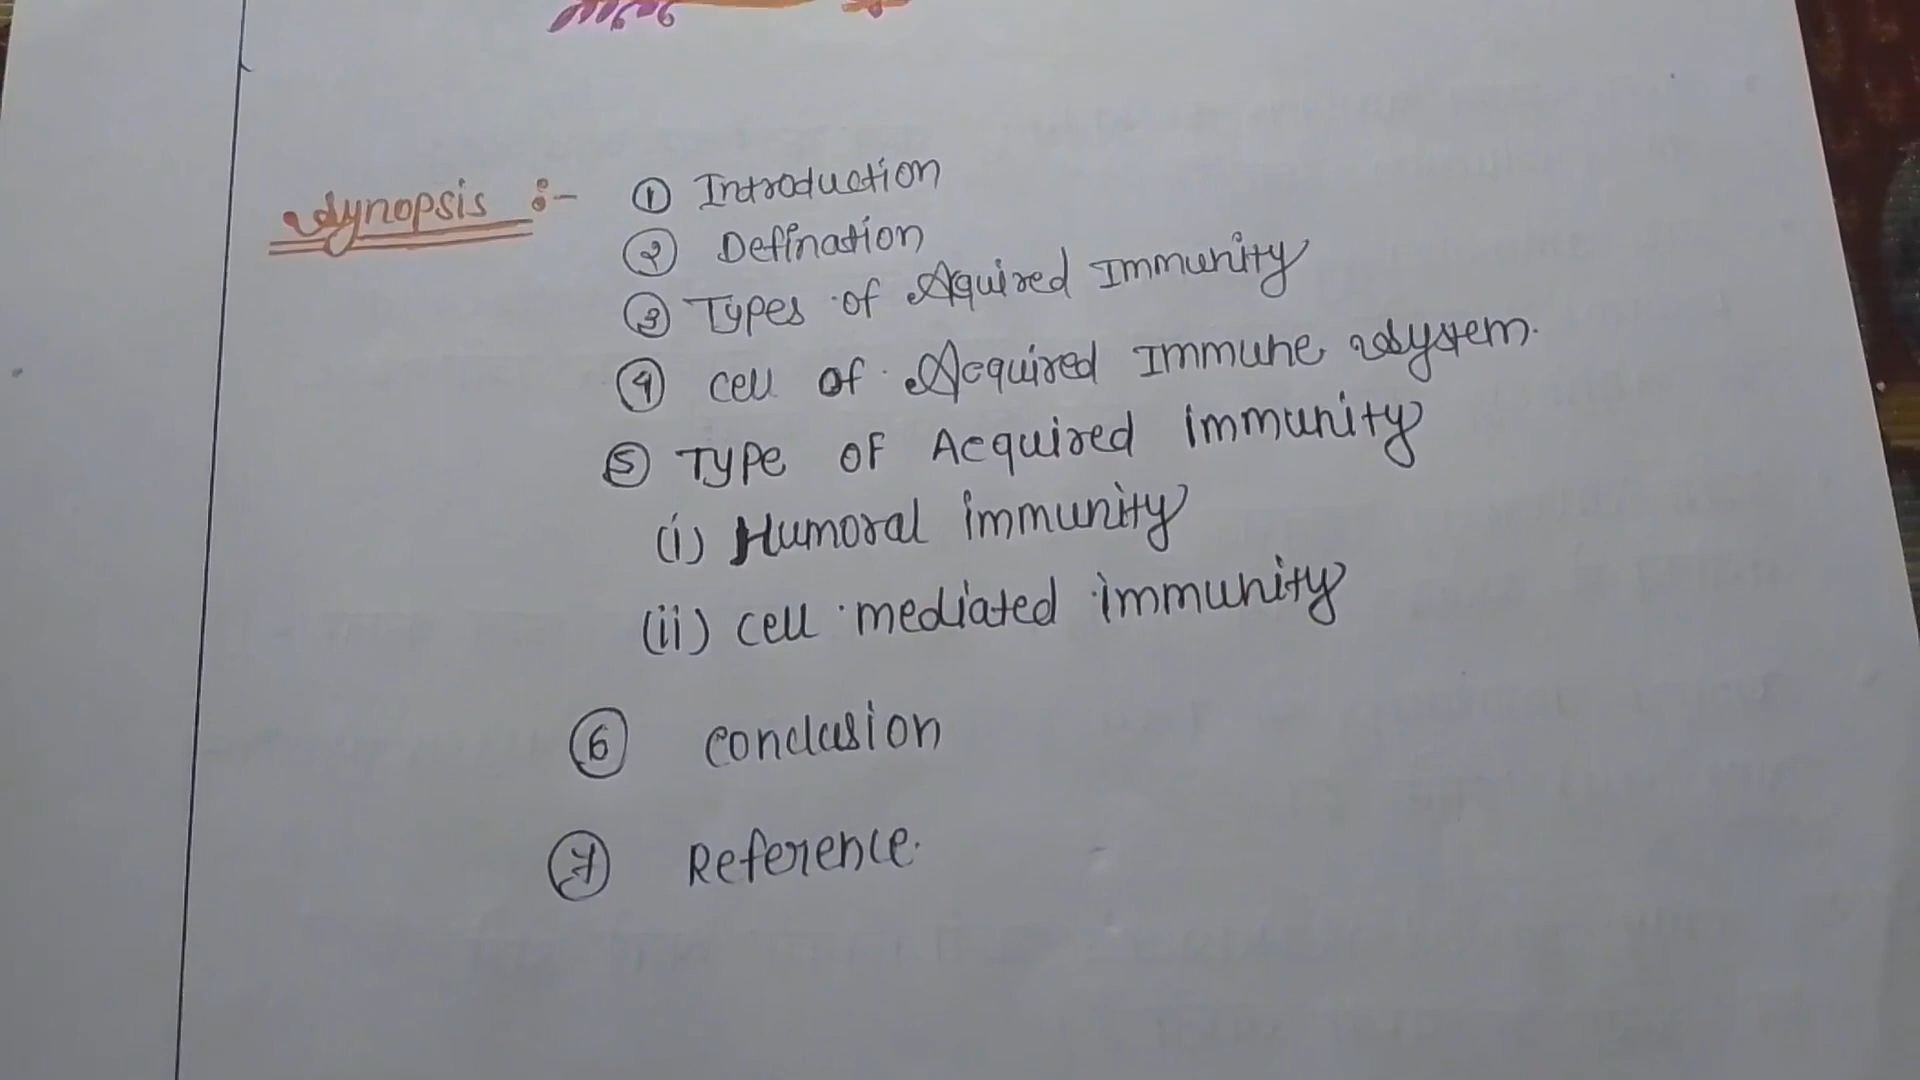 Synopsis :- ① Introduction
② Defination
③ Types of Aquired Immunity
④ cell of Acquired Immune System.
⑤ Type of Acquired immunity
(i) Humoral immunity
(ii) cell mediated immunity
⑥ conclusion
⑦ Reference.